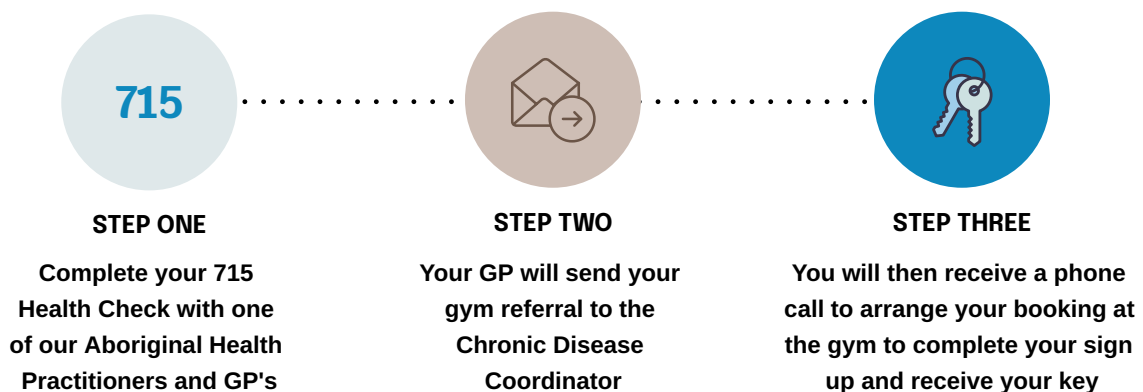 715
STEP ONE
Complete your 715
Health Check with one
of our Aboriginal Health
Practitioners and GP's
STEP TWO
Your GP will send your
gym referral to the
Chronic Disease
Coordinator
STEP THREE
You will then receive a phone
call to arrange your booking at
the gym to complete your sign
up and receive your key